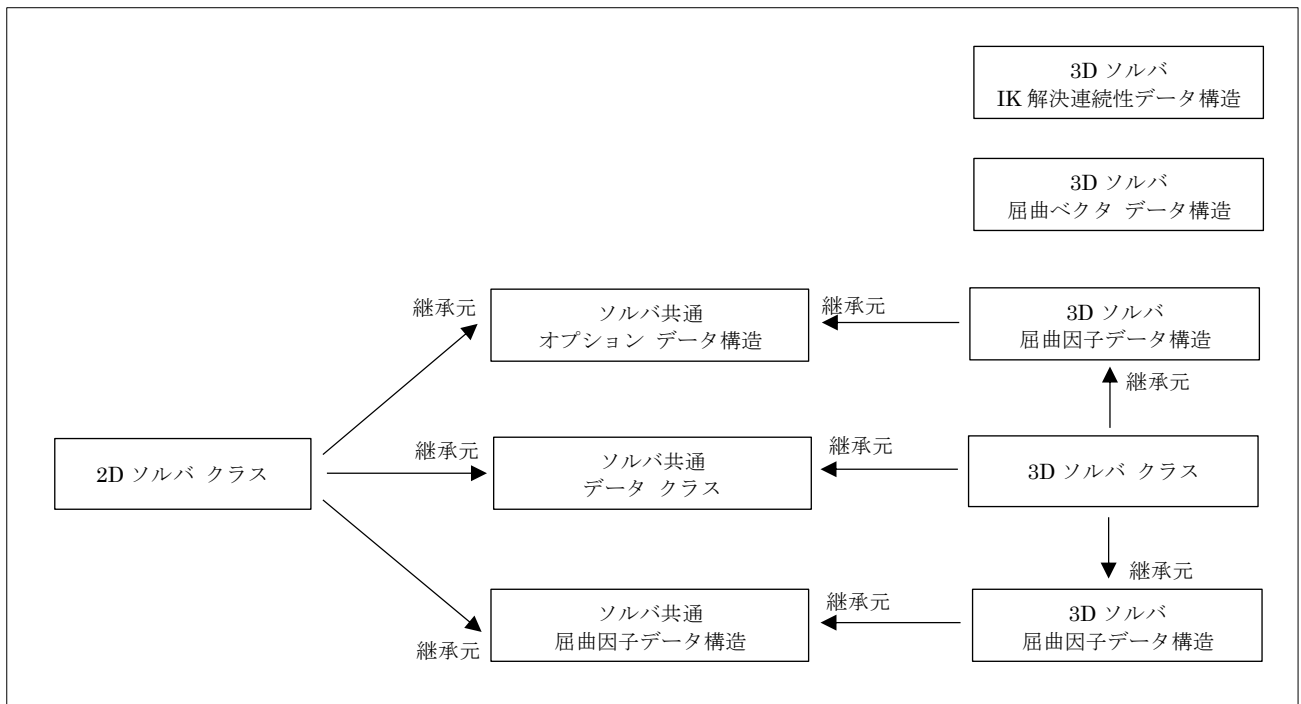 3D ソルバ
IK 解決連続性データ構造
3D ソルバ
屈曲ベクタ データ構造
継承元
ソルバ共通
オプション データ構造
継承元
3D ソルバ
屈曲因子データ構造
継承元
2D ソルバ クラス
継承元
ソルバ共通
データ クラス
継承元
3D ソルバ クラス
継承元
継承元
ソルバ共通
屈曲因子データ構造
継承元
3D ソルバ
屈曲因子データ構造